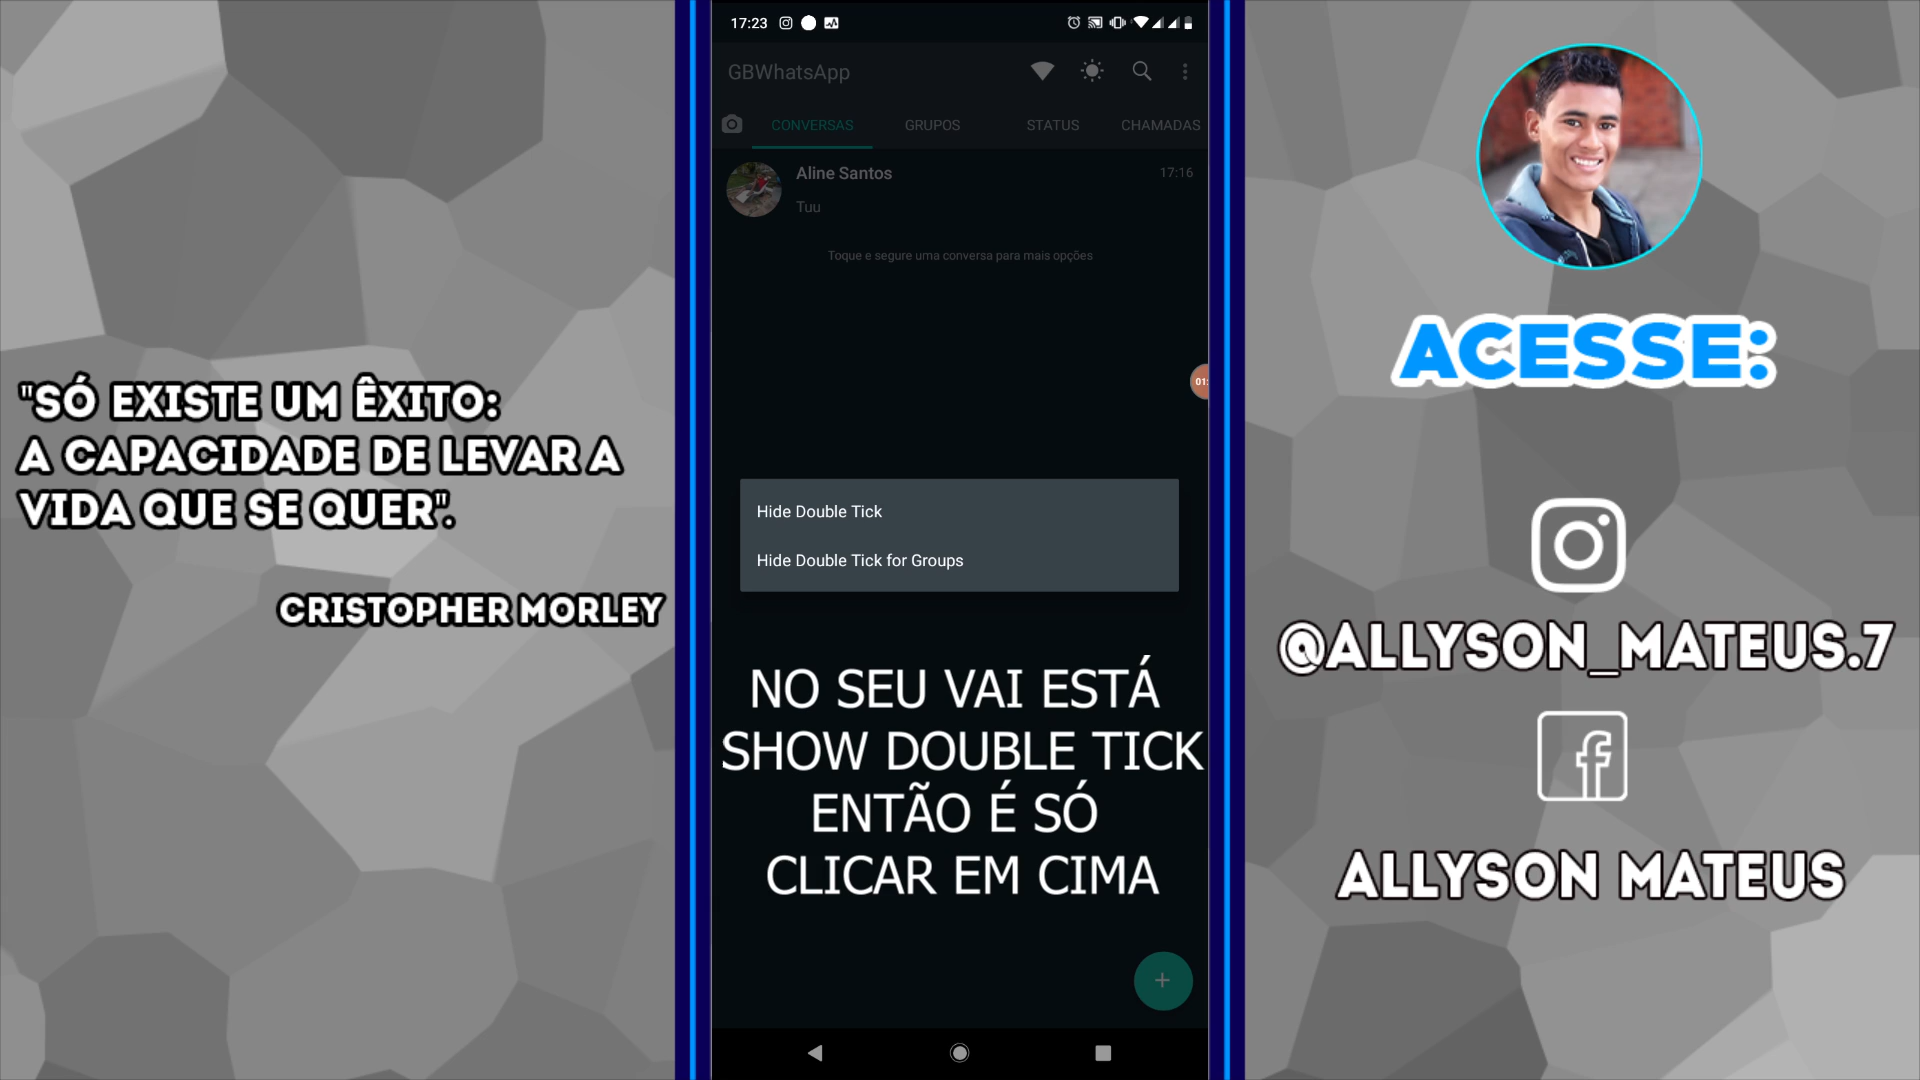 "SÓ EXISTE UM ÊXITO:
A CAPACIDADE DE LEVAR A
VIDA QUE SE QUER".
CRISTOPHER MORLEY
17:23
GBWhatsApp
CONVERSAS GRUPOS STATUS CHAMADAS
Aline Santos 17:16
Tuu
Toque e segure uma conversa para mais opções
01:
Hide Double Tick
Hide Double Tick for Groups
NO SEU VAI ESTÁ
SHOW DOUBLE TICK
ENTÃO É SÓ
CLICAR EM CIMA
ACESSE:
@ALLYSON_MATEUS.7
ALLYSON MATEUS